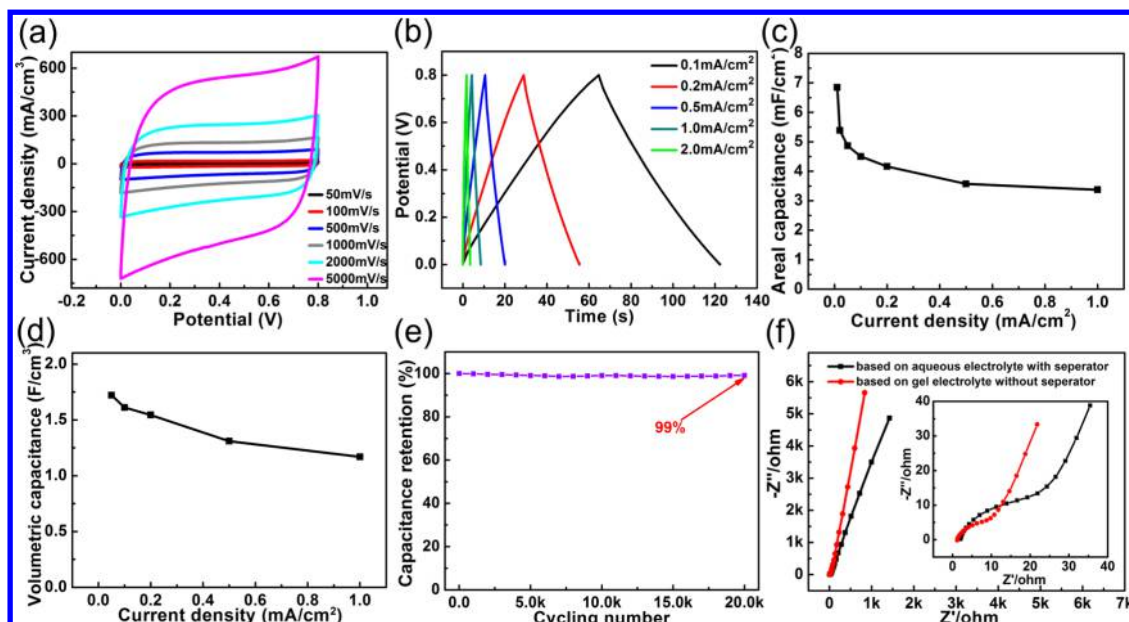 (a)
Current density (mA/cm³)
600
300
0
-300
-600
50mV/s
100mV/s
500mV/s
1000mV/s
2000mV/s
5000mV/s
-0.2 0.0 0.2 0.4 0.6 0.8 1.0
Potential (V)
(b)
Potential (V)
0.8
0.6
0.4
0.2
0.0
0.1mA/cm²
0.2mA/cm²
0.5mA/cm²
1.0mA/cm²
2.0mA/cm²
0 20 40 60 80 100 120 140
Time (s)
(c)
Areal capacitance (mF/cm²)
8
7
6
5
4
3
2
1
0
0.0 0.2 0.4 0.6 0.8 1.0
Current density (mA/cm²)
(d)
Volumetric capacitance (F/cm³)
2.0
1.5
1.0
0.5
0.0
0.0 0.2 0.4 0.6 0.8 1.0
Current density (mA/cm²)
(e)
Capacitance retention (%)
120
100
80
60
40
20
0
99%
0.0 5.0k 10.0k 15.0k 20.0k
Cycling number
(f)
-Z''/ohm
6k
5k
4k
3k
2k
1k
0
based on aqueous electrolyte with seperator
based on gel electrolyte without seperator
-Z''/ohm
40
30
20
10
0
0 10 20 30 40
Z'/ohm
0 1k 2k 3k 4k 5k 6k 7k
Z'/ohm